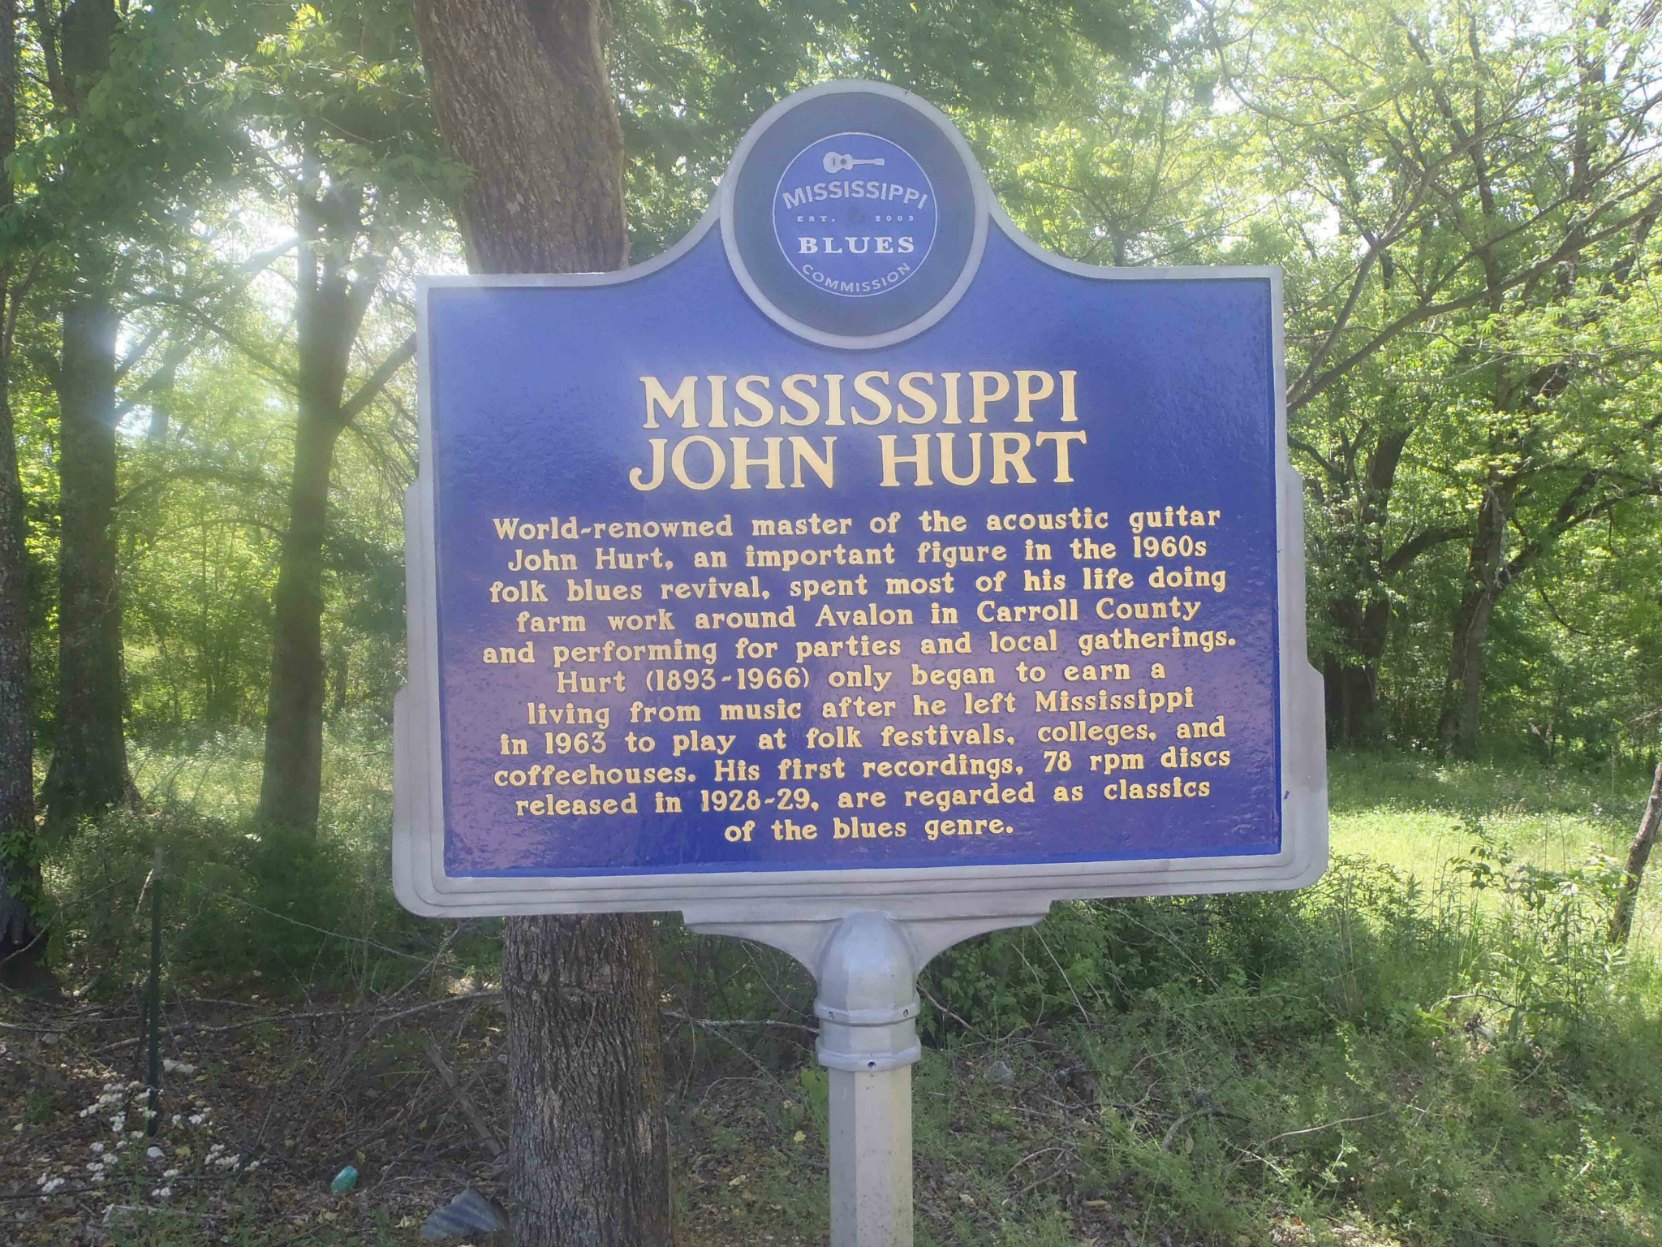 MISSISSIPPI
EST. 2003
BLUES
COMMISSION
MISSISSIPPI
JOHN HURT
World-renowned master of the acoustic guitar
John Hurt, an important figure in the 1960s
folk blues revival, spent most of his life doing
farm work around Avalon in Carroll County
and performing for parties and local gatherings.
Hurt (1893-1966) only began to earn a
living from music after he left Mississippi
in 1963 to play at folk festivals, colleges, and
coffeehouses. His first recordings, 78 rpm discs
released in 1928-29, are regarded as classics
of the blues genre.